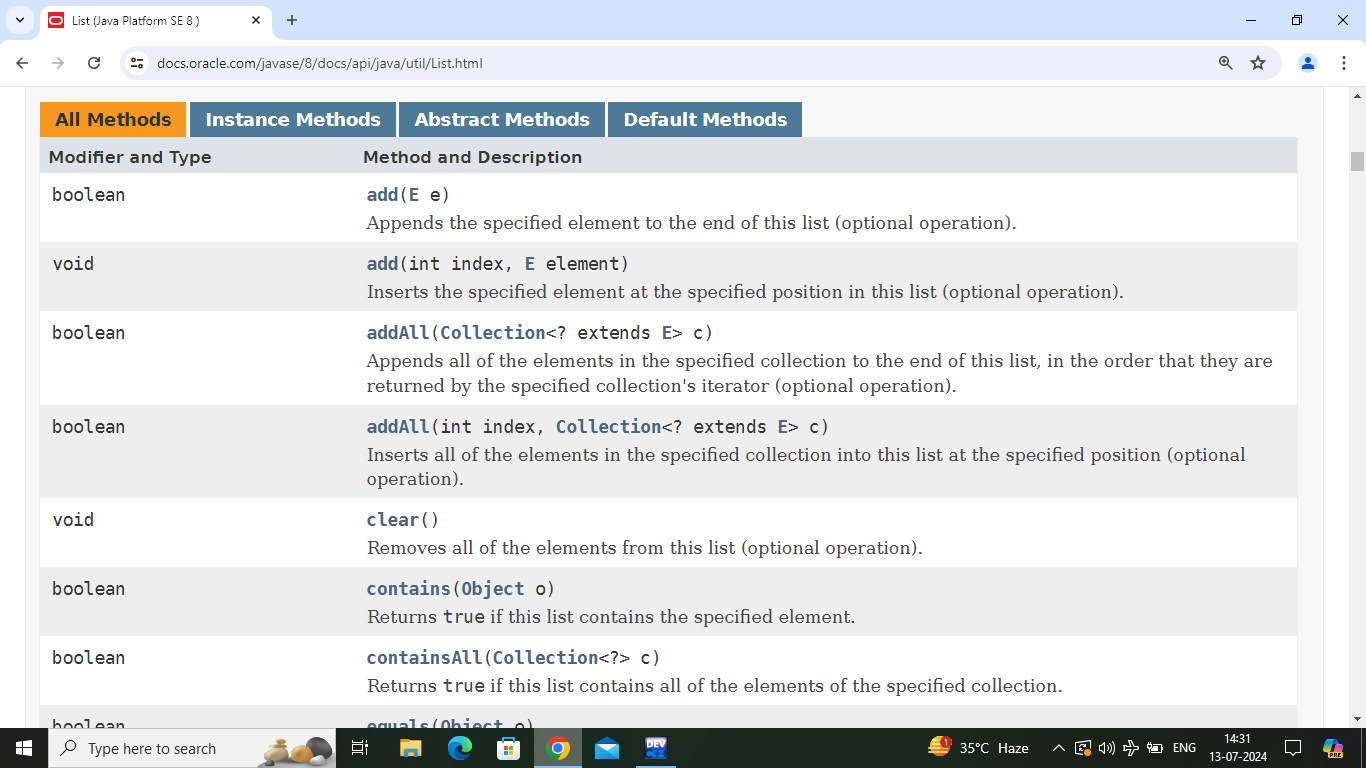 List (Java Platform SE 8 )
docs.oracle.com/javase/8/docs/api/java/util/List.html
All Methods Instance Methods Abstract Methods Default Methods
Modifier and Type Method and Description
boolean add(E e)
Appends the specified element to the end of this list (optional operation).
void add(int index, E element)
Inserts the specified element at the specified position in this list (optional operation).
boolean addAll(Collection<? extends E> c)
Appends all of the elements in the specified collection to the end of this list, in the order that they are
returned by the specified collection's iterator (optional operation).
boolean addAll(int index, Collection<? extends E> c)
Inserts all of the elements in the specified collection into this list at the specified position (optional
operation).
void clear()
Removes all of the elements from this list (optional operation).
boolean contains(Object o)
Returns true if this list contains the specified element.
boolean containsAll(Collection<?> c)
Returns true if this list contains all of the elements of the specified collection.
boolean equals(Object o)
Type here to search DEV 1 35°C Haze ENG 14:31
13-07-2024 PRE